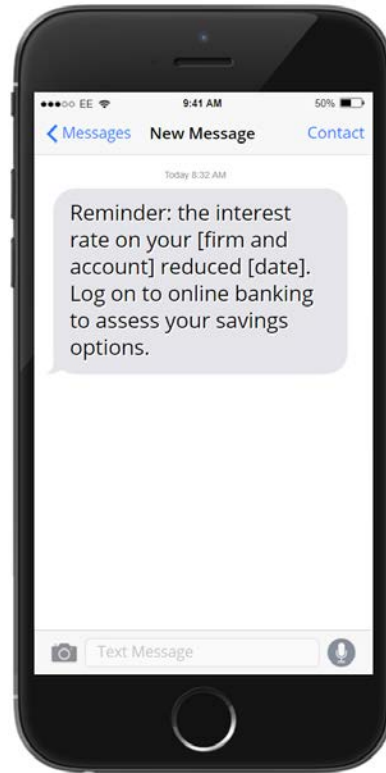 ●●●○○ EE 9:41 AM 50%
Messages New Message Contact
Today 8:32 AM
Reminder: the interest
rate on your [firm and
account] reduced [date].
Log on to online banking
to assess your savings
options.
Text Message